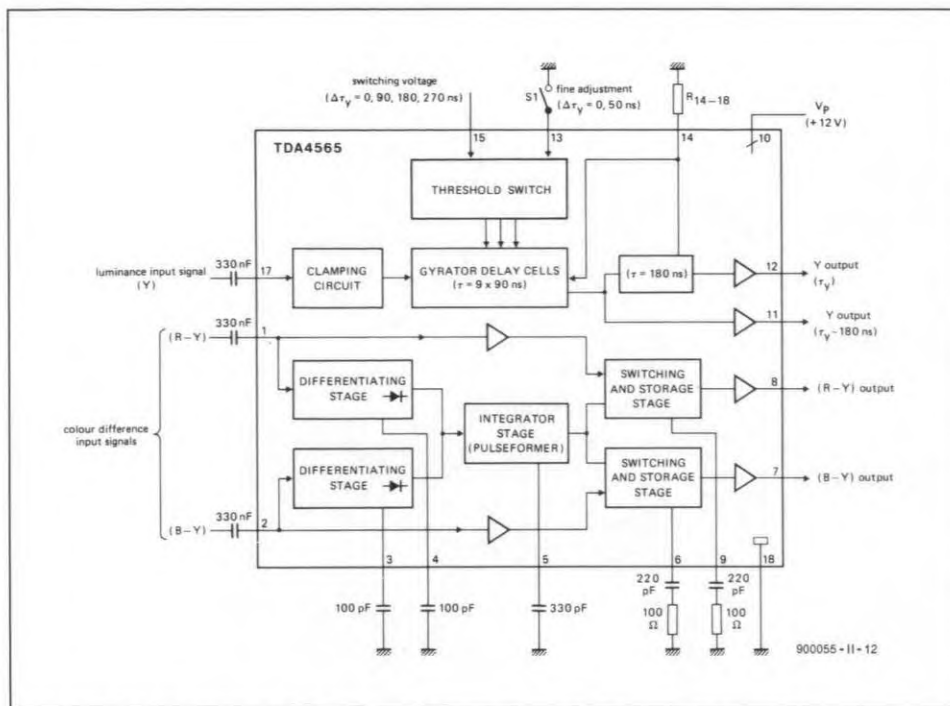 switching voltage
(Δτy = 0, 90, 180, 270 ns)
S1
fine adjustment
(Δτy = 0, 50 ns)
R14–18
VP
(+ 12 V)
15
13
14
10
TDA4565
THRESHOLD SWITCH
luminance input signal
(Y)
330 nF
17
CLAMPING
CIRCUIT
GYRATOR DELAY CELLS
(τ = 9 x 90 ns)
(τ = 180 ns)
12
Y output
(τy)
11
Y output
(τy – 180 ns)
330 nF
(R–Y)
1
DIFFERENTIATING
STAGE
SWITCHING
AND STORAGE
STAGE
8
(R–Y) output
colour difference
input signals
INTEGRATOR
STAGE
(PULSEFORMER)
DIFFERENTIATING
STAGE
SWITCHING
AND STORAGE
STAGE
7
(B–Y) output
330 nF
(B–Y)
2
3
4
5
6
9
18
100 pF
100 pF
330 pF
220
pF
220
pF
100
Ω
100
Ω
900055 - II - 12